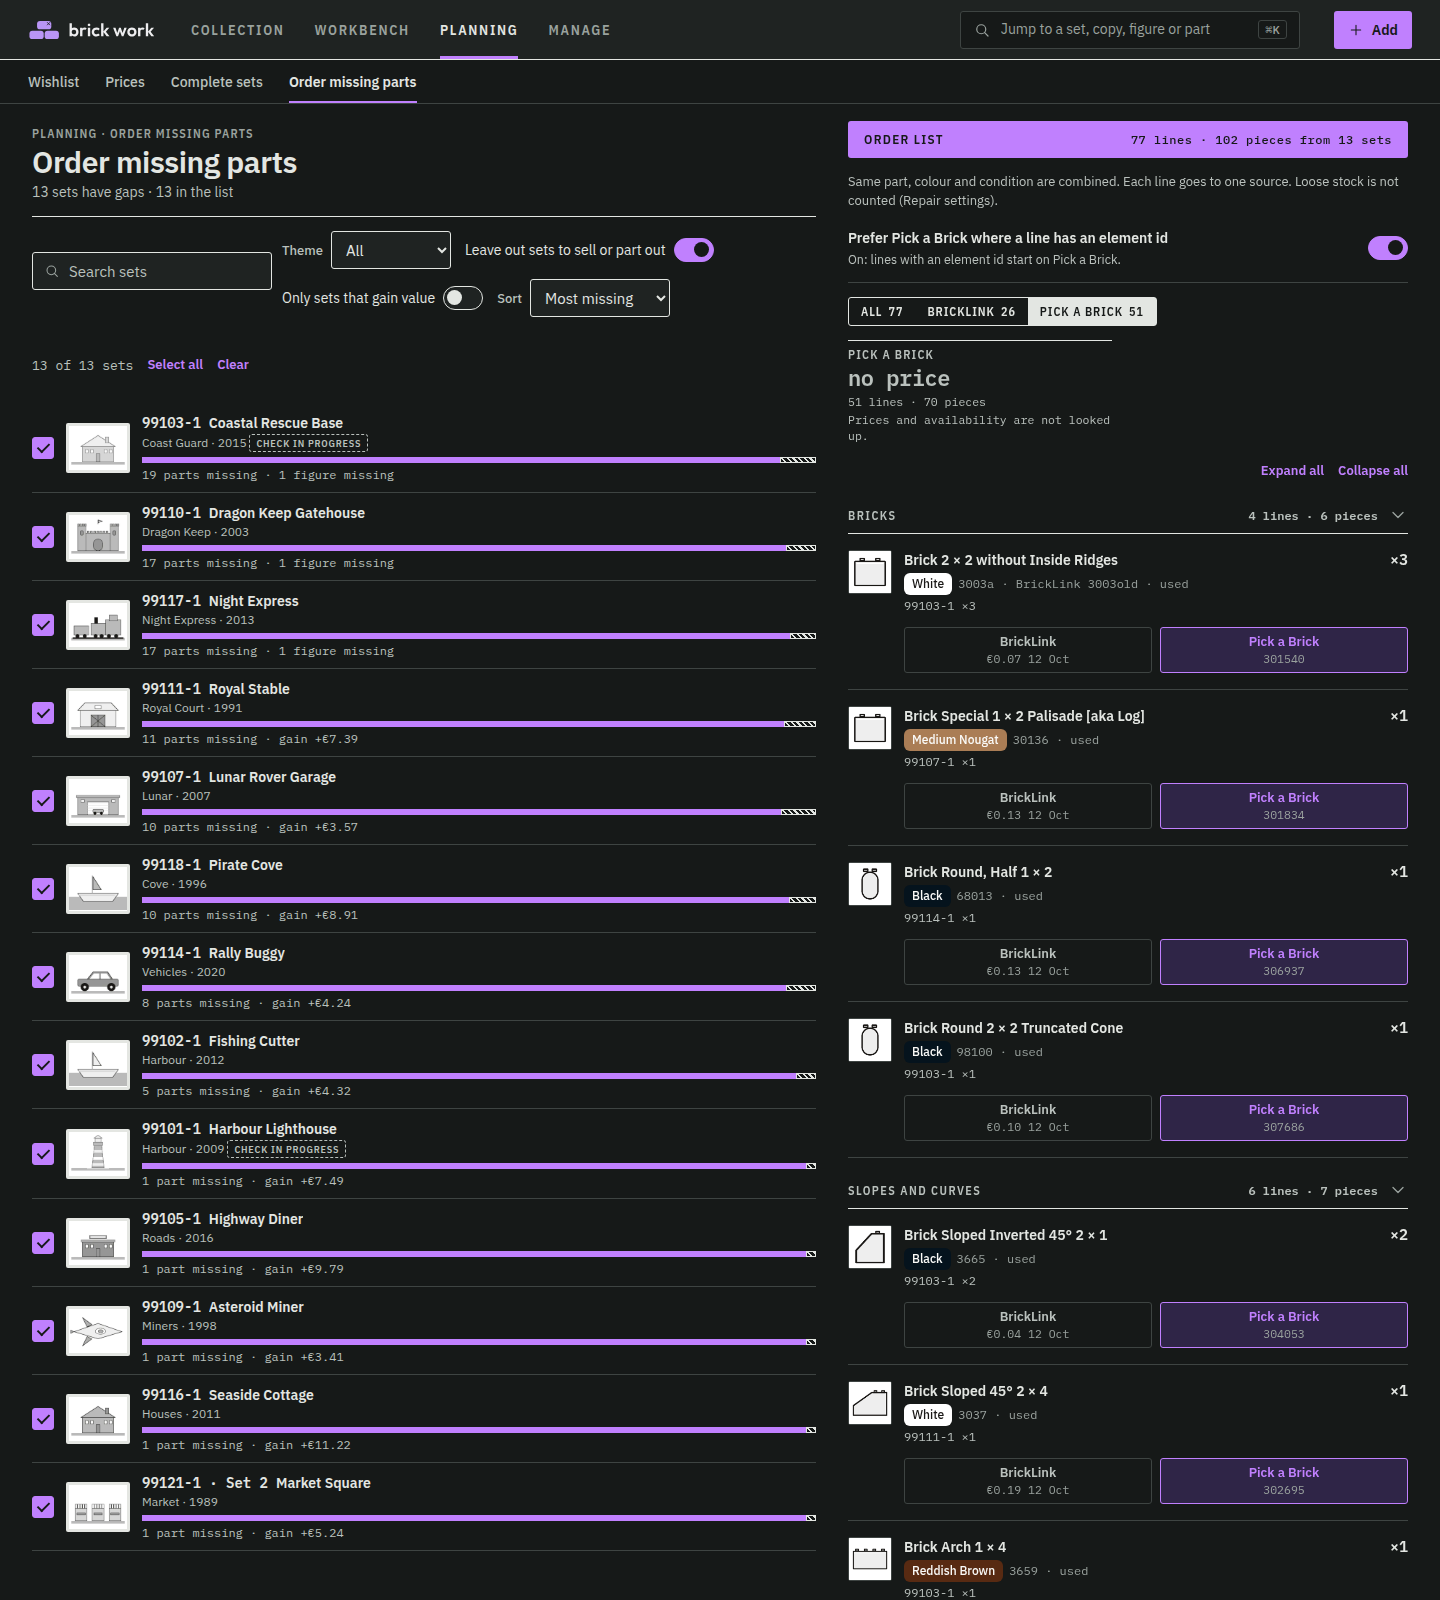 brick work
COLLECTION
WORKBENCH
PLANNING
MANAGE
Jump to a set, copy, figure or part
⌘K
+ Add
Wishlist
Prices
Complete sets
Order missing parts
PLANNING · ORDER MISSING PARTS
Order missing parts
13 sets have gaps · 13 in the list
Search sets
Theme
All
Leave out sets to sell or part out
Only sets that gain value
Sort
Most missing
13 of 13 sets
Select all
Clear
99103-1 Coastal Rescue Base
Coast Guard · 2015 CHECK IN PROGRESS
19 parts missing · 1 figure missing
99110-1 Dragon Keep Gatehouse
Dragon Keep · 2003
17 parts missing · 1 figure missing
99117-1 Night Express
Night Express · 2013
17 parts missing · 1 figure missing
99111-1 Royal Stable
Royal Court · 1991
11 parts missing · gain +€7.39
99107-1 Lunar Rover Garage
Lunar · 2007
10 parts missing · gain +€3.57
99118-1 Pirate Cove
Cove · 1996
10 parts missing · gain +€8.91
99114-1 Rally Buggy
Vehicles · 2020
8 parts missing · gain +€4.24
99102-1 Fishing Cutter
Harbour · 2012
5 parts missing · gain +€4.32
99101-1 Harbour Lighthouse
Harbour · 2009 CHECK IN PROGRESS
1 part missing · gain +€7.49
99105-1 Highway Diner
Roads · 2016
1 part missing · gain +€9.79
99109-1 Asteroid Miner
Miners · 1998
1 part missing · gain +€3.41
99116-1 Seaside Cottage
Houses · 2011
1 part missing · gain +€11.22
99121-1 · Set 2 Market Square
Market · 1989
1 part missing · gain +€5.24
ORDER LIST
77 lines · 102 pieces from 13 sets
Same part, colour and condition are combined. Each line goes to one source. Loose stock is not
counted (Repair settings).
Prefer Pick a Brick where a line has an element id
On: lines with an element id start on Pick a Brick.
ALL 77
BRICKLINK 26
PICK A BRICK 51
PICK A BRICK
no price
51 lines · 70 pieces
Prices and availability are not looked
up.
Expand all
Collapse all
BRICKS
4 lines · 6 pieces
Brick 2 × 2 without Inside Ridges
×3
White 3003a · BrickLink 3003old · used
99103-1 ×3
BrickLink
€0.07 12 Oct
Pick a Brick
301540
Brick Special 1 × 2 Palisade [aka Log]
×1
Medium Nougat 30136 · used
99107-1 ×1
BrickLink
€0.13 12 Oct
Pick a Brick
301834
Brick Round, Half 1 × 2
×1
Black 68013 · used
99114-1 ×1
BrickLink
€0.13 12 Oct
Pick a Brick
306937
Brick Round 2 × 2 Truncated Cone
×1
Black 98100 · used
99103-1 ×1
BrickLink
€0.10 12 Oct
Pick a Brick
307686
SLOPES AND CURVES
6 lines · 7 pieces
Brick Sloped Inverted 45° 2 × 1
×2
Black 3665 · used
99103-1 ×2
BrickLink
€0.04 12 Oct
Pick a Brick
304053
Brick Sloped 45° 2 × 4
×1
White 3037 · used
99111-1 ×1
BrickLink
€0.19 12 Oct
Pick a Brick
302695
Brick Arch 1 × 4
×1
Reddish Brown 3659 · used
99103-1 ×1